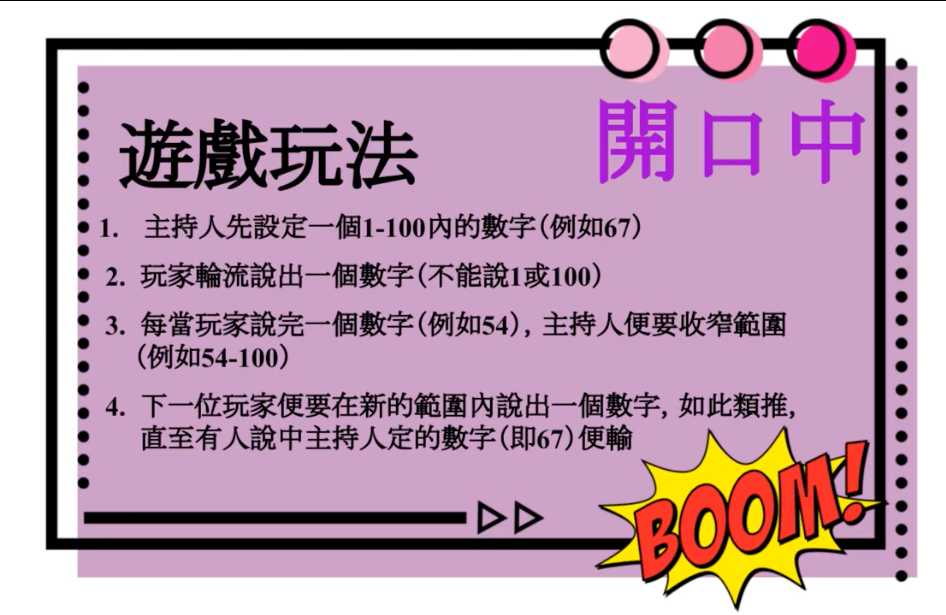 遊戲玩法
開口中
1. 主持人先設定一個1-100內的數字(例如67)
2. 玩家輪流說出一個數字(不能說1或100)
3. 每當玩家說完一個數字(例如54), 主持人便要收窄範圍
(例如54-100)
4. 下一位玩家便要在新的範圍內說出一個數字, 如此類推,
直至有人說中主持人定的數字(即67)便輸
BOOM!